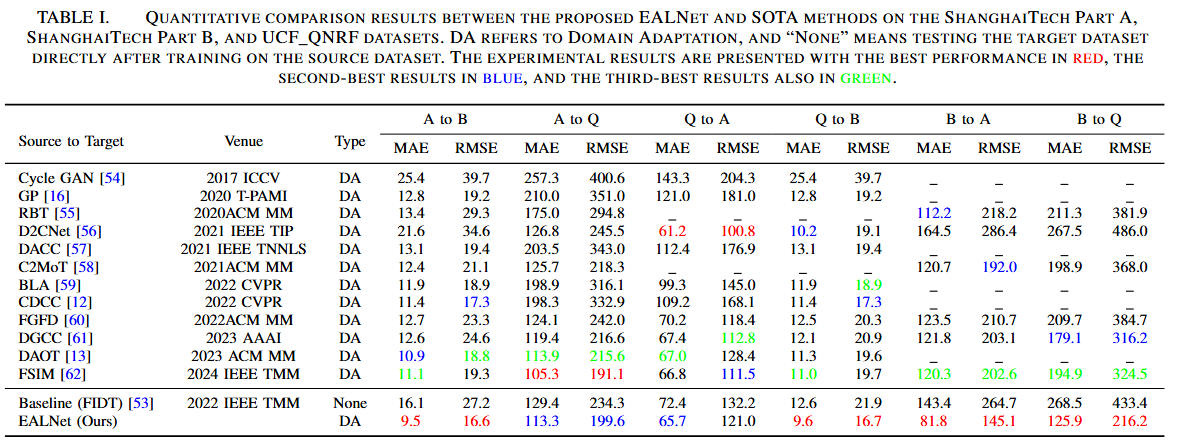 TABLE I. QUANTITATIVE COMPARISON RESULTS BETWEEN THE PROPOSED EALNET AND SOTA METHODS ON THE SHANGHAITECH PART A,
SHANGHAITECH PART B, AND UCF_QNRF DATASETS. DA REFERS TO DOMAIN ADAPTATION, AND “NONE” MEANS TESTING THE TARGET DATASET
DIRECTLY AFTER TRAINING ON THE SOURCE DATASET. THE EXPERIMENTAL RESULTS ARE PRESENTED WITH THE BEST PERFORMANCE IN RED, THE
SECOND-BEST RESULTS IN BLUE, AND THE THIRD-BEST RESULTS ALSO IN GREEN.
Source to Target Venue Type A to B A to Q Q to A Q to B B to A B to Q
MAE RMSE MAE RMSE MAE RMSE MAE RMSE MAE RMSE MAE RMSE
Cycle GAN [54] 2017 ICCV DA 25.4 39.7 257.3 400.6 143.3 204.3 25.4 39.7 _ _ _ _
GP [16] 2020 T-PAMI DA 12.8 19.2 210.0 351.0 121.0 181.0 12.8 19.2 _ _ _ _
RBT [55] 2020ACM MM DA 13.4 29.3 175.0 294.8 _ _ _ _ 112.2 218.2 211.3 381.9
D2CNet [56] 2021 IEEE TIP DA 21.6 34.6 126.8 245.5 61.2 100.8 10.2 19.1 164.5 286.4 267.5 486.0
DACC [57] 2021 IEEE TNNLS DA 13.1 19.4 203.5 343.0 112.4 176.9 13.1 19.4 _ _ _ _
C2MoT [58] 2021ACM MM DA 12.4 21.1 125.7 218.3 _ _ _ _ 120.7 192.0 198.9 368.0
BLA [59] 2022 CVPR DA 11.9 18.9 198.9 316.1 99.3 145.0 11.9 18.9 _ _ _ _
CDCC [12] 2022 CVPR DA 11.4 17.3 198.3 332.9 109.2 168.1 11.4 17.3 _ _ _ _
FGFD [60] 2022ACM MM DA 12.7 23.3 124.1 242.0 70.2 118.4 12.5 20.3 123.5 210.7 209.7 384.7
DGCC [61] 2023 AAAI DA 12.6 24.6 119.4 216.6 67.4 112.8 12.1 20.9 121.8 203.1 179.1 316.2
DAOT [13] 2023 ACM MM DA 10.9 18.8 113.9 215.6 67.0 128.4 11.3 19.6 _ _ _ _
FSIM [62] 2024 IEEE TMM DA 11.1 19.3 105.3 191.1 66.8 111.5 11.0 19.7 120.3 202.6 194.9 324.5
Baseline (FIDT) [53] 2022 IEEE TMM None 16.1 27.2 129.4 234.3 72.4 132.2 12.6 21.9 143.4 264.7 268.5 433.4
EALNet (Ours) DA 9.5 16.6 113.3 199.6 65.7 121.0 9.6 16.7 81.8 145.1 125.9 216.2